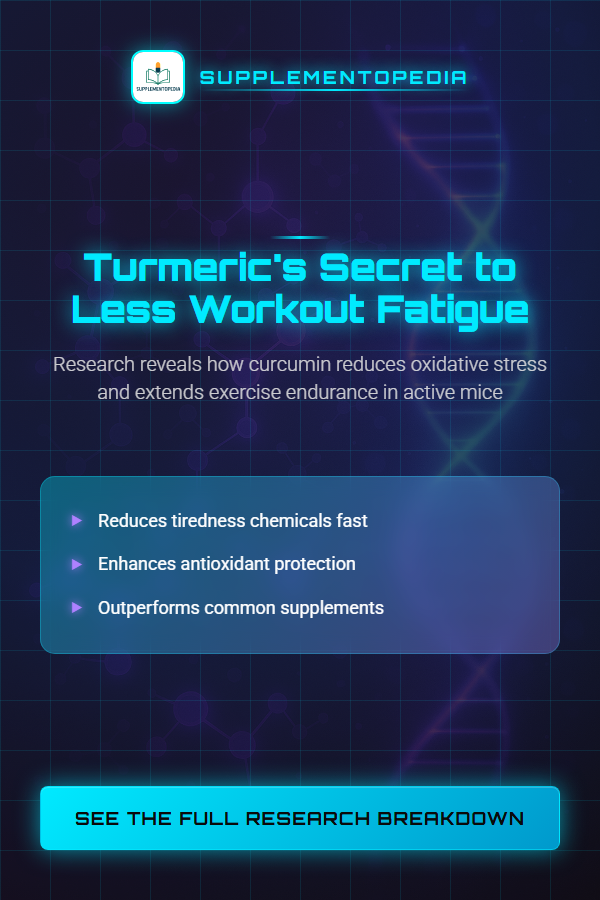 SUPPLEMENTOPEDIA
SUPPLEMENTOPEDIA
Turmeric's Secret to
Less Workout Fatigue
Research reveals how curcumin reduces oxidative stress
and extends exercise endurance in active mice
Reduces tiredness chemicals fast
Enhances antioxidant protection
Outperforms common supplements
SEE THE FULL RESEARCH BREAKDOWN